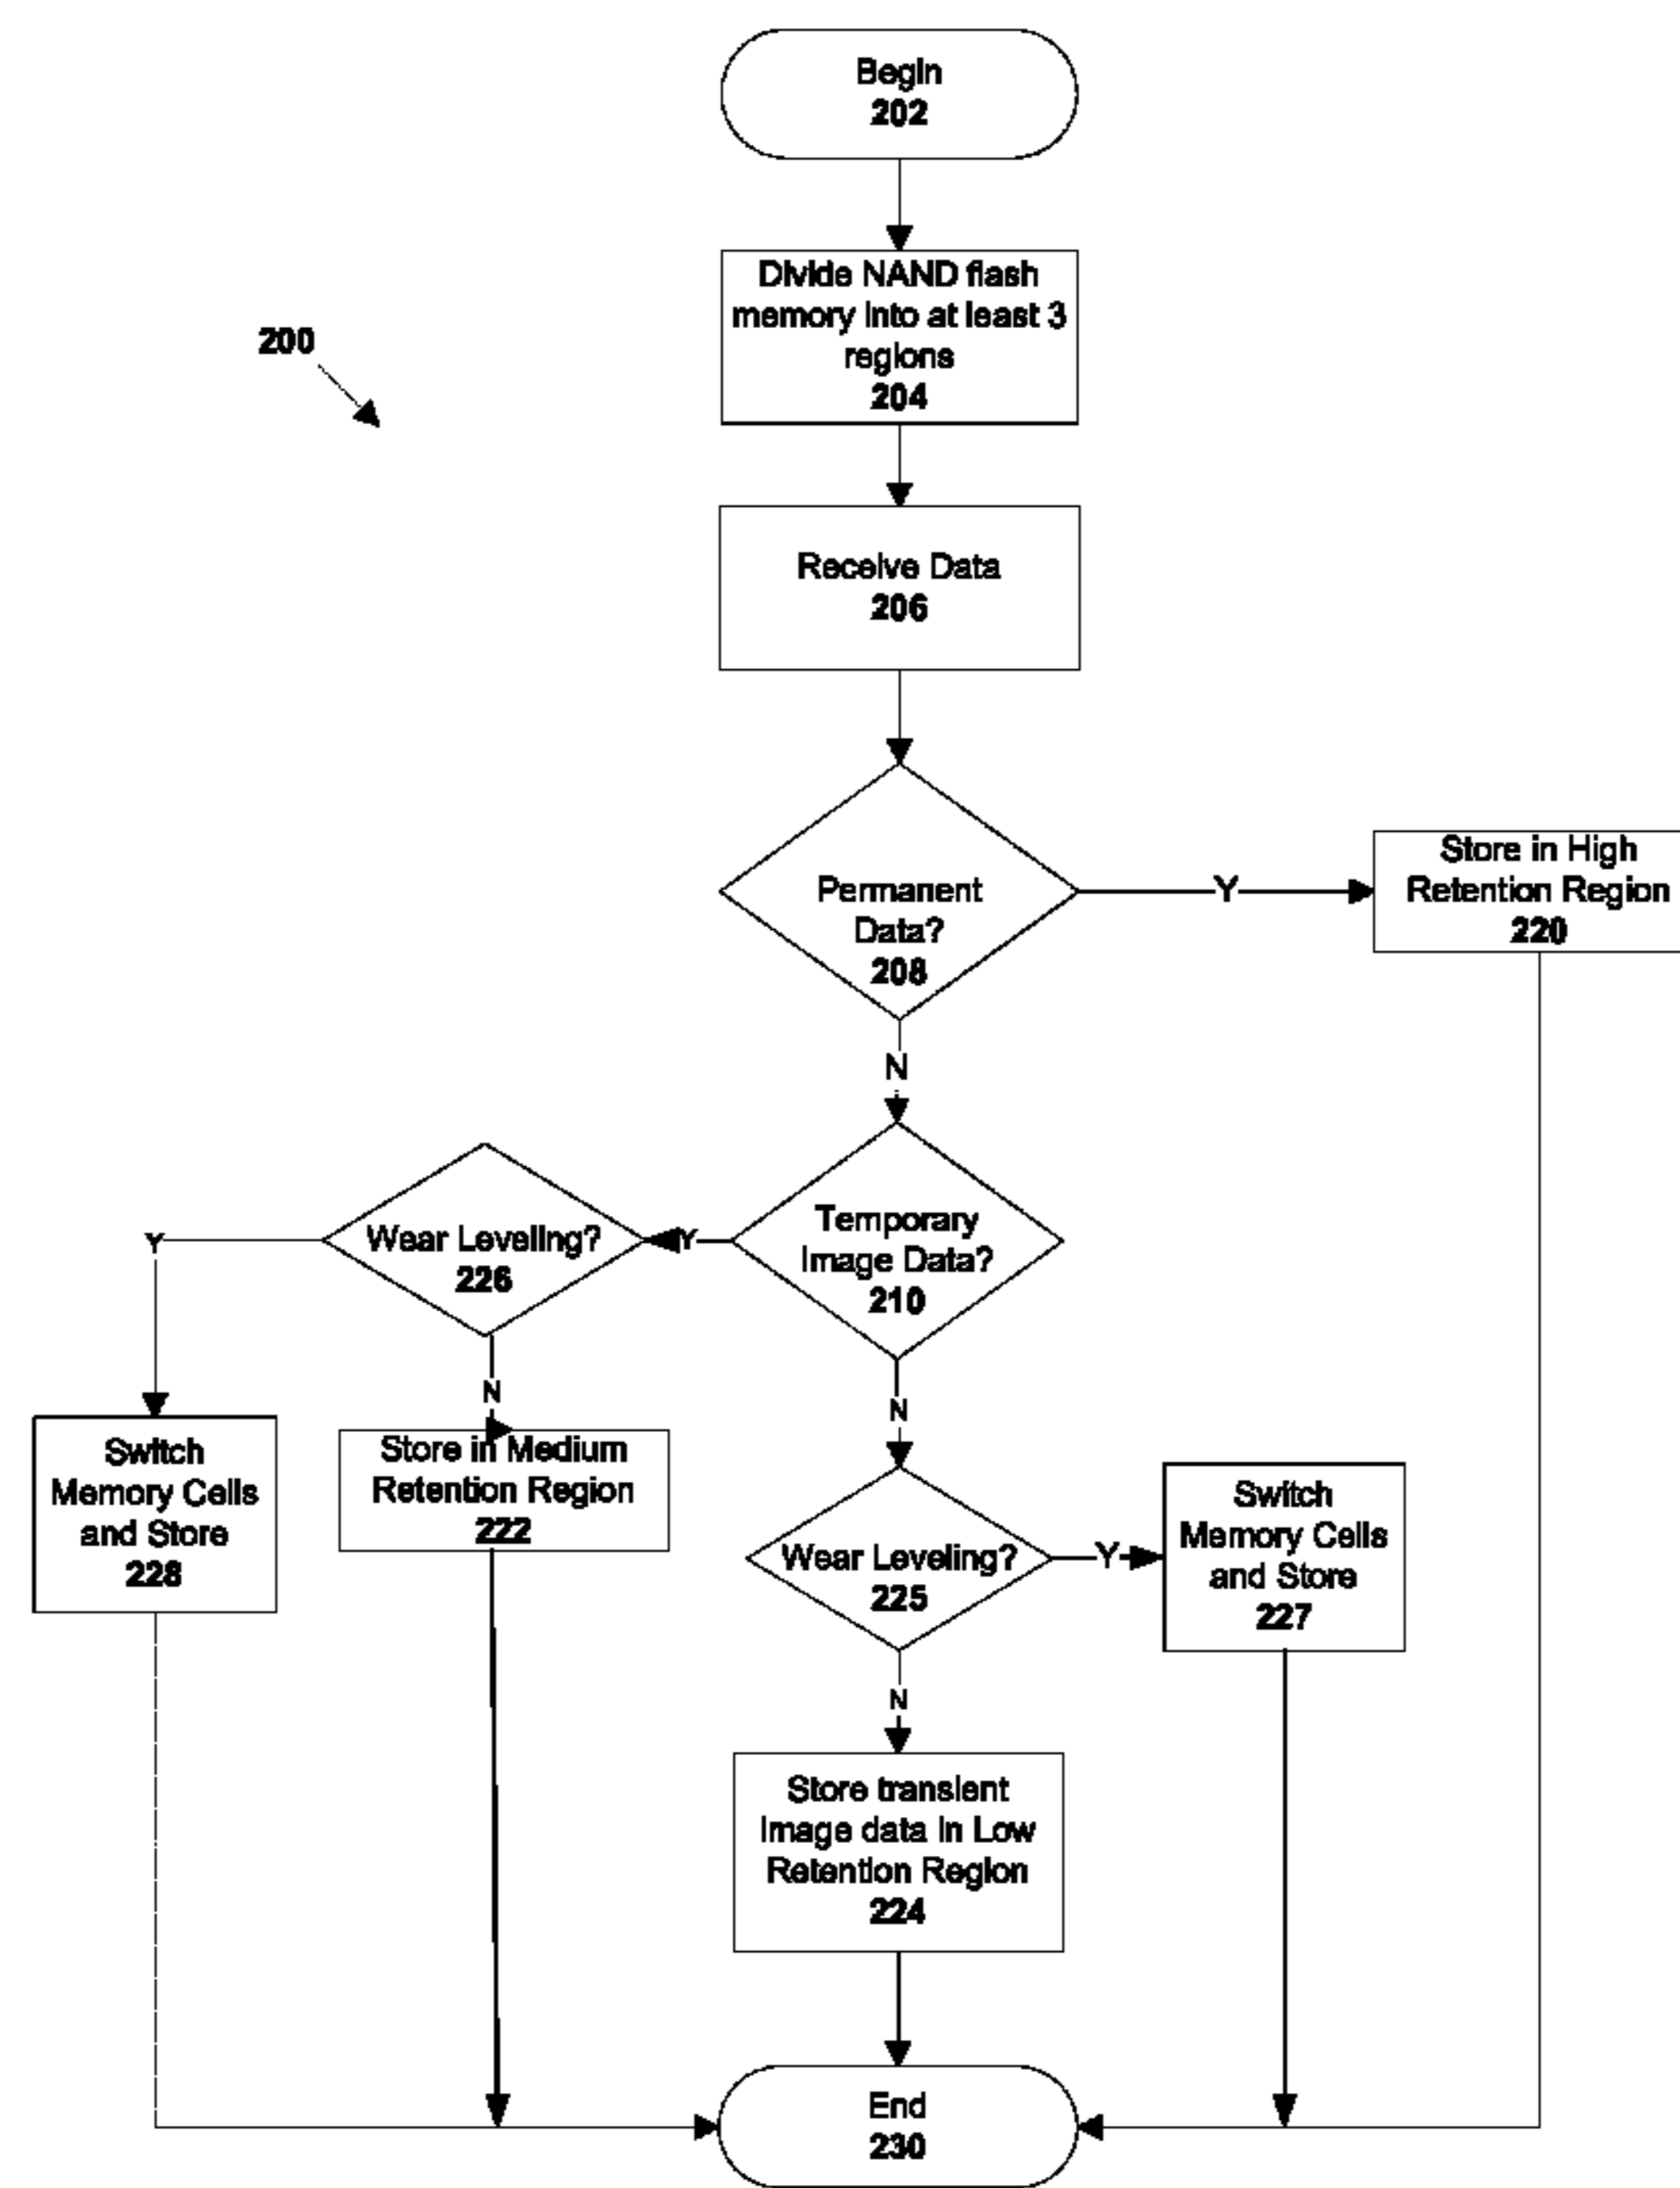 Begin
202
Divide NAND flash
memory into at least 3
regions
204
200
Receive Data
206
Permanent
Data?
208
Y
Store in High
Retention Region
220
N
Temporary
Image Data?
210
Y
Wear Leveling?
226
Y
N
Switch
Memory Cells
and Store
228
Store in Medium
Retention Region
222
N
Wear Leveling?
225
Y
Switch
Memory Cells
and Store
227
N
Store transient
Image data in Low
Retention Region
224
End
230